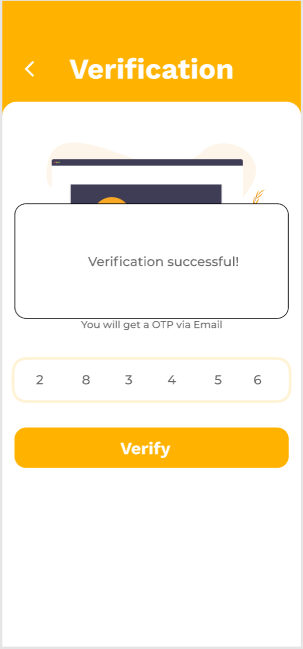 Verification
Verification successful!
You will get a OTP via Email
2 8 3 4 5 6
Verify